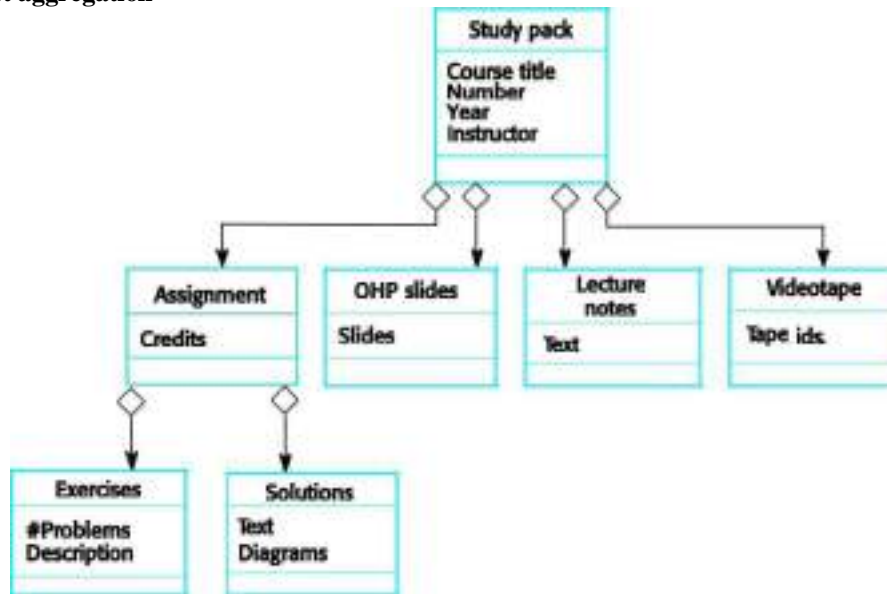 aggregation
Study pack
Course title
Number
Year
Instructor
Assignment
Credits
OHP slides
Slides
Lecture
notes
Text
Videotape
Tape ids.
Exercises
#Problems
Description
Solutions
Text
Diagrams